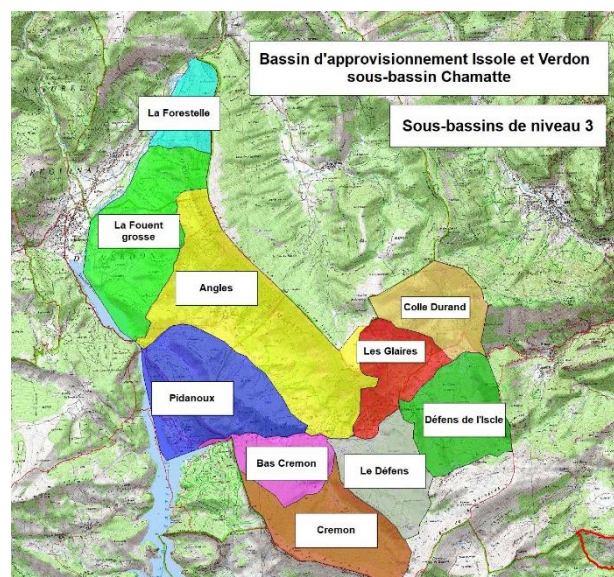 Bassin d'approvisionnement Issole et Verdon
sous-bassin Chamatte
Sous-bassins de niveau 3
La Forestelle
La Fouent
grosse
Angles
Colle Durand
Les Glaires
Pidanoux
Défens de l'Iscle
Bas Cremon
Le Défens
Cremon